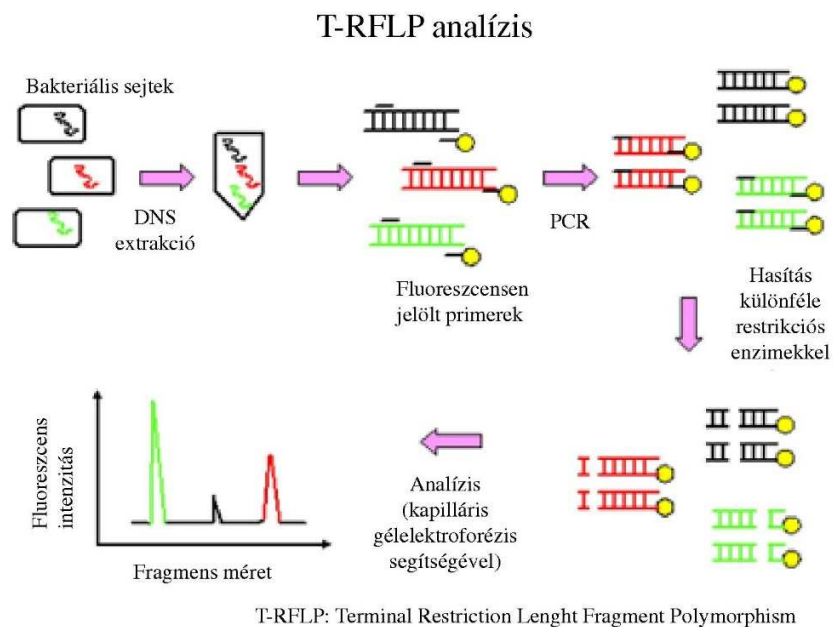 T-RFLP analízis
Bakteriális sejtek
DNS
extrakció
Fluoreszcensen
jelölt primerek
PCR
Hasítás
különféle
restrikciós
enzimekkel
Analízis
(kapilláris
gélelektroforézis
segítségével)
Fluoreszcens
intenzitás
Fragmens méret
T-RFLP: Terminal Restriction Lenght Fragment Polymorphism